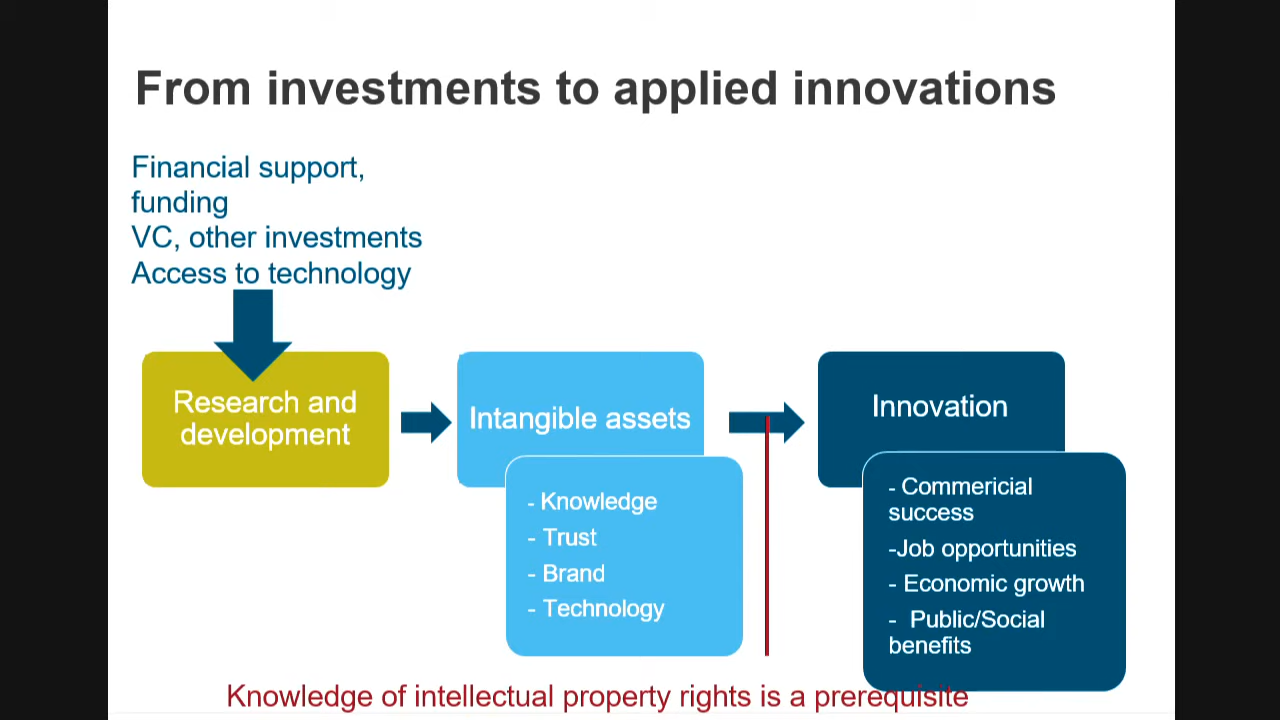 From investments to applied innovations
Financial support,
funding
VC, other investments
Access to technology
Research and
development
Intangible assets
- Knowledge
- Trust
- Brand
- Technology
Innovation
- Commericial
success
-Job opportunities
- Economic growth
- Public/Social
benefits
Knowledge of intellectual property rights is a prerequisite